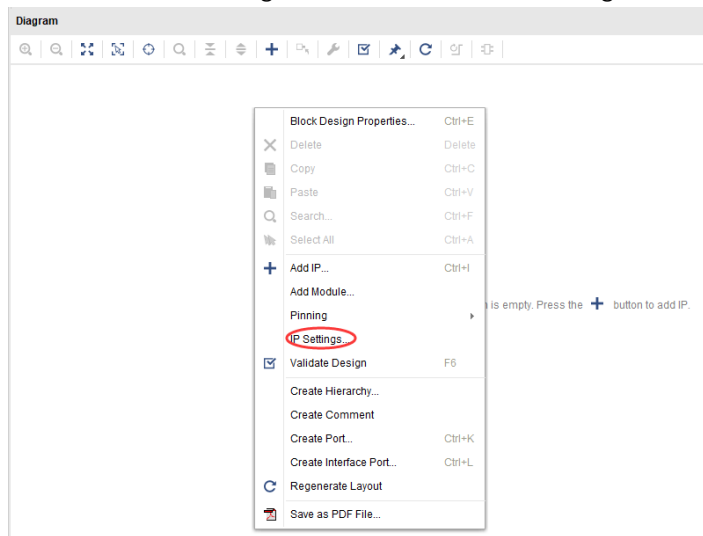 Diagram
Block Design Properties... Ctrl+E
Delete Delete
Copy Ctrl+C
Paste Ctrl+V
Search... Ctrl+F
Select All Ctrl+A
Add IP... Ctrl+I
Add Module...
is empty. Press the + button to add IP.
Pinning
IP Settings...
Validate Design F6
Create Hierarchy...
Create Comment
Create Port... Ctrl+K
Create Interface Port... Ctrl+L
Regenerate Layout
Save as PDF File...